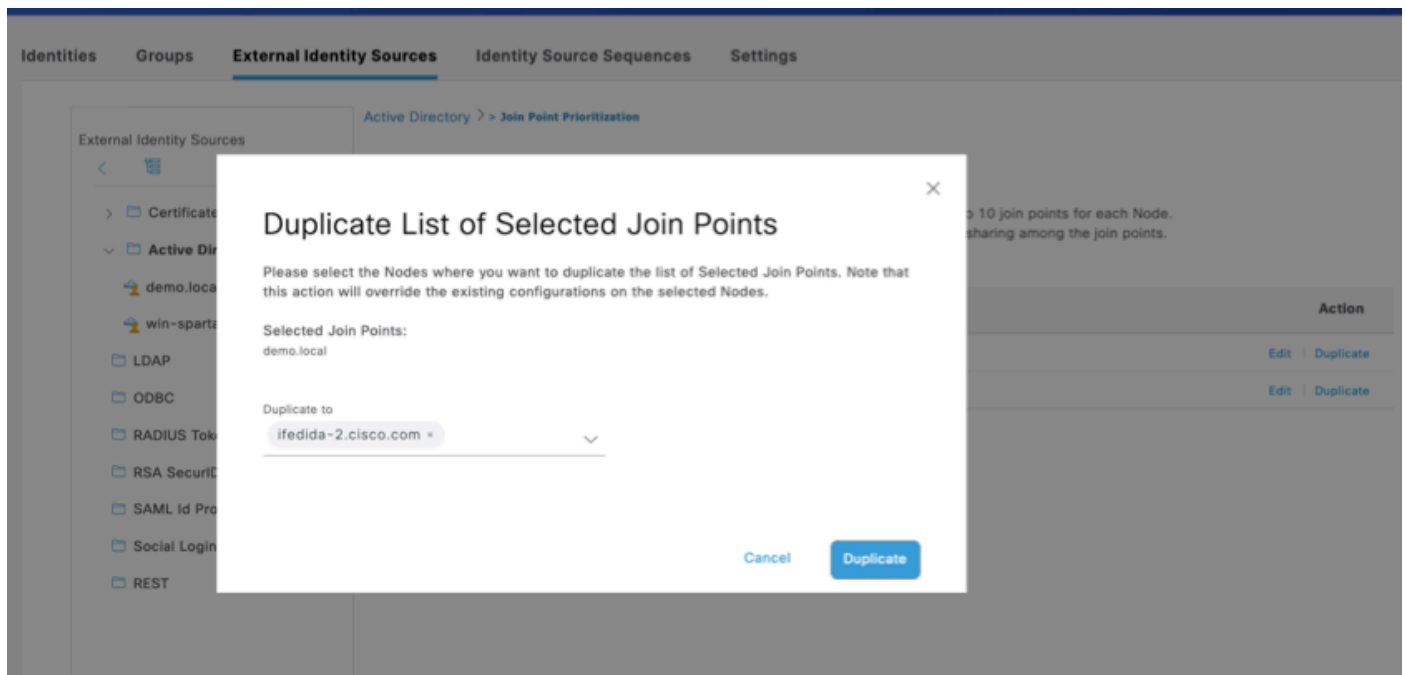 Identities Groups External Identity Sources Identity Source Sequences Settings
Active Directory > > Join Point Prioritization
External Identity Sources
Certificate
Active Dir
demo.loca
win-sparta
LDAP
ODBC
RADIUS Tok
RSA SecurID
SAML Id Pro
Social Login
REST
10 join points for each Node.
sharing among the join points.
Action
Edit | Duplicate
Edit | Duplicate
Duplicate List of Selected Join Points
Please select the Nodes where you want to duplicate the list of Selected Join Points. Note that
this action will override the existing configurations on the selected Nodes.
Selected Join Points:
demo.local
Duplicate to
ifedida-2.cisco.com ×
Cancel Duplicate